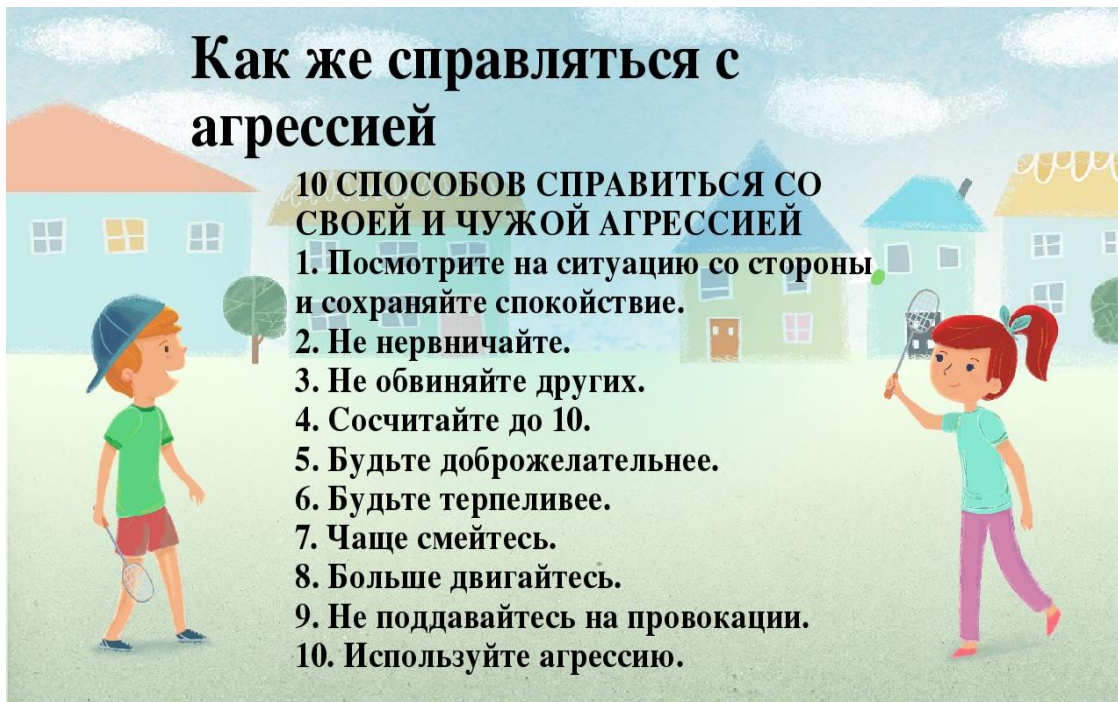 Как же справляться с
агрессией
10 СПОСОБОВ СПРАВИТЬСЯ СО
СВОЕЙ И ЧУЖОЙ АГРЕССИЕЙ
1. Посмотрите на ситуацию со стороны
и сохраняйте спокойствие.
2. Не нервничайте.
3. Не обвиняйте других.
4. Сосчитайте до 10.
5. Будьте доброжелательнее.
6. Будьте терпеливее.
7. Чаще смейтесь.
8. Больше двигайтесь.
9. Не поддавайтесь на провокации.
10. Используйте агрессию.